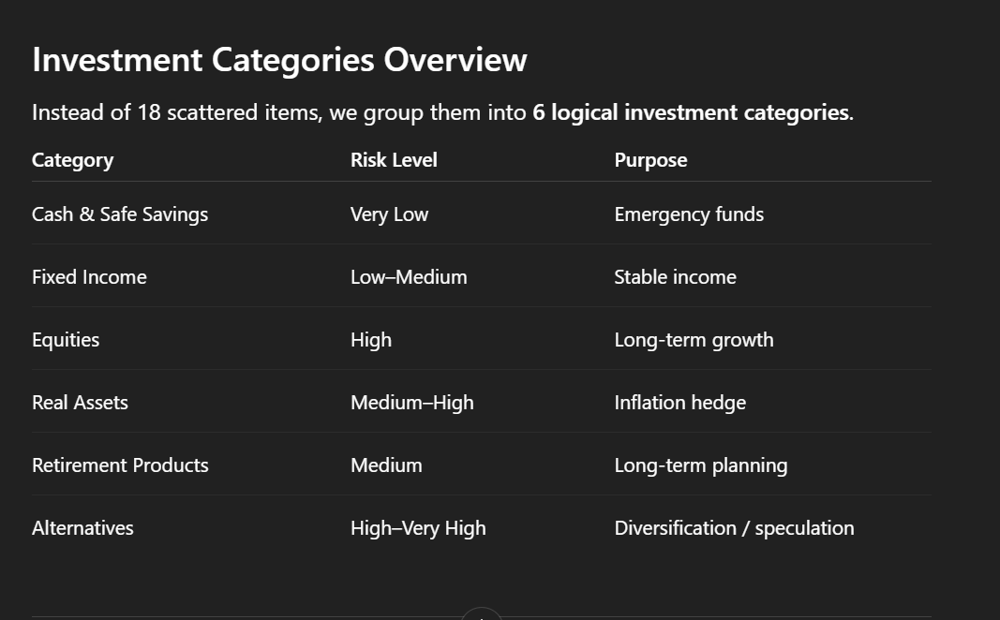 Investment Categories Overview
Instead of 18 scattered items, we group them into 6 logical investment categories.
Category Risk Level Purpose
Cash & Safe Savings Very Low Emergency funds
Fixed Income Low–Medium Stable income
Equities High Long-term growth
Real Assets Medium–High Inflation hedge
Retirement Products Medium Long-term planning
Alternatives High–Very High Diversification / speculation